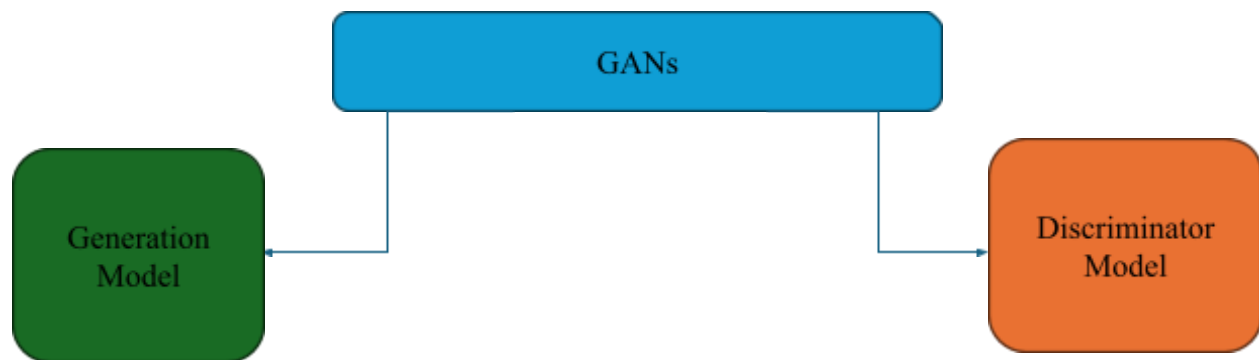 GANs
Generation
Model
Discriminator
Model